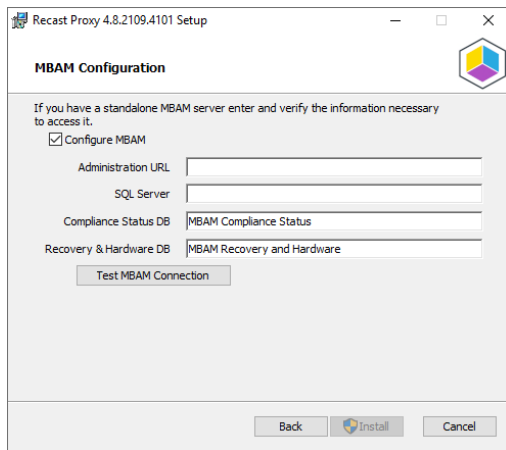 Recast Proxy 4.8.2109.4101 Setup
MBAM Configuration
If you have a standalone MBAM server enter and verify the information necessary
to access it.
Configure MBAM
Administration URL
SQL Server
Compliance Status DB MBAM Compliance Status
Recovery & Hardware DB MBAM Recovery and Hardware
Test MBAM Connection
Back Install Cancel